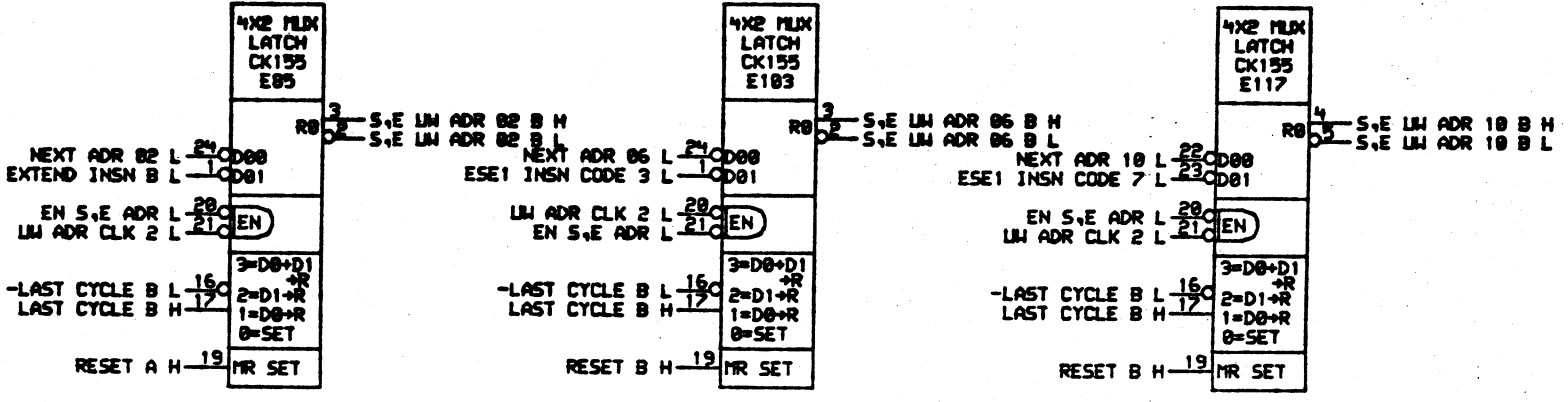 4X2 MUX
LATCH
CK155
E85
3
R0
S,E UW ADR 02 B H
2
S,E UW ADR 02 B L
NEXT ADR 02 L
24
D00
EXTEND INSN B L
1
D01
EN S,E ADR L
20
UW ADR CLK 2 L
21
EN
3=D0+D1
→R
-LAST CYCLE B L
16
2=D1→R
LAST CYCLE B H
17
1=D0→R
0=SET
RESET A H
19
MR SET
4X2 MUX
LATCH
CK155
E103
3
R0
S,E UW ADR 06 B H
2
S,E UW ADR 06 B L
NEXT ADR 06 L
24
D00
ESE1 INSN CODE 3 L
1
D01
UW ADR CLK 2 L
20
EN S,E ADR L
21
EN
3=D0+D1
→R
-LAST CYCLE B L
16
2=D1→R
LAST CYCLE B H
17
1=D0→R
0=SET
RESET B H
19
MR SET
4X2 MUX
LATCH
CK155
E117
4
R0
S,E UW ADR 10 B H
5
S,E UW ADR 10 B L
NEXT ADR 10 L
22
D00
ESE1 INSN CODE 7 L
23
D01
EN S,E ADR L
20
UW ADR CLK 2 L
21
EN
3=D0+D1
→R
-LAST CYCLE B L
16
2=D1→R
LAST CYCLE B H
17
1=D0→R
0=SET
RESET B H
19
MR SET